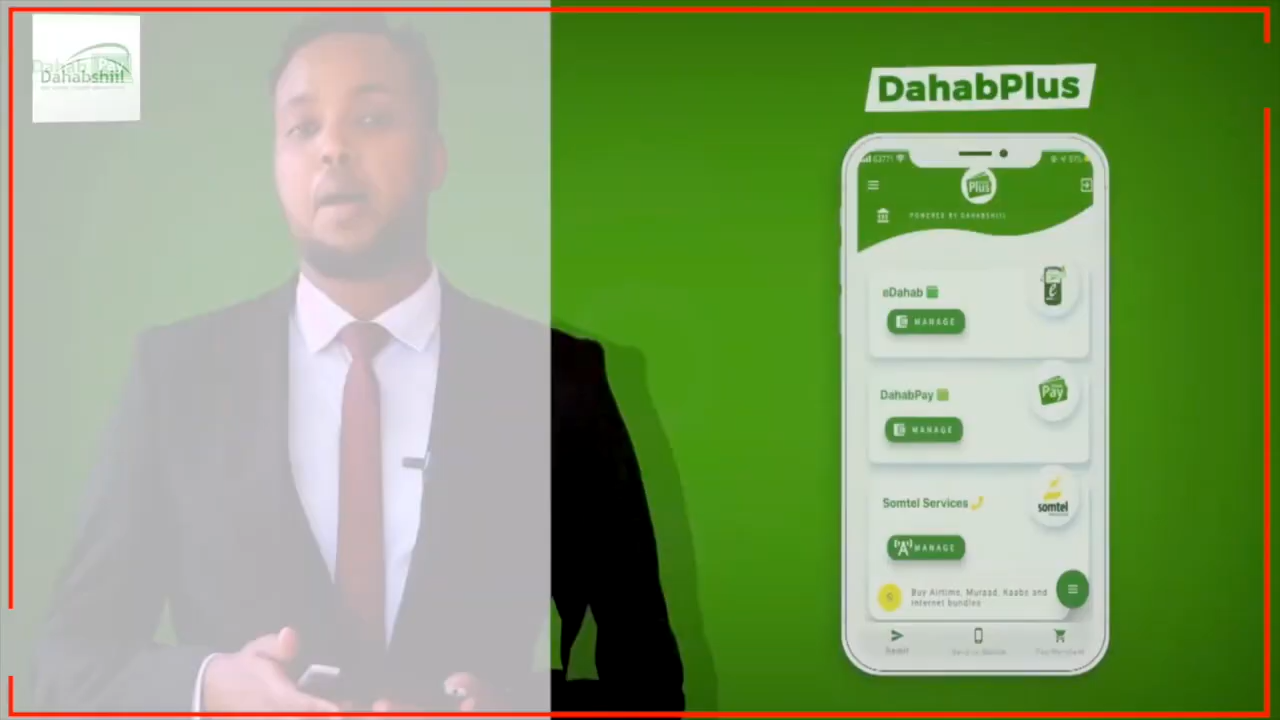 Dahabshiil
DahabPlus
Plus
POWERED BY DAHABSHIIL
eDahab
MANAGE
DahabPay
Pay
MANAGE
Somtel Services
somtel
MANAGE
Buy Airtime, Muraad, Kaabe and
Internet bundles